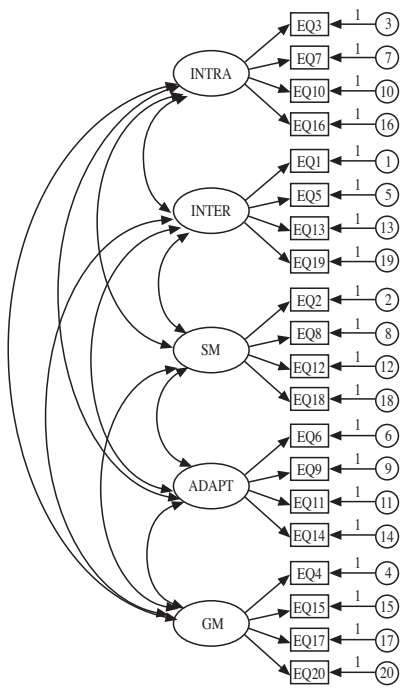 EQ3 1 3
INTRA
EQ7 1 7
EQ10 1 10
EQ16 1 16
EQ1 1 1
INTER
EQ5 1 5
EQ13 1 13
EQ19 1 19
EQ2 1 2
SM
EQ8 1 8
EQ12 1 12
EQ18 1 18
EQ6 1 6
ADAPT
EQ9 1 9
EQ11 1 11
EQ14 1 14
EQ4 1 4
GM
EQ15 1 15
EQ17 1 17
EQ20 1 20